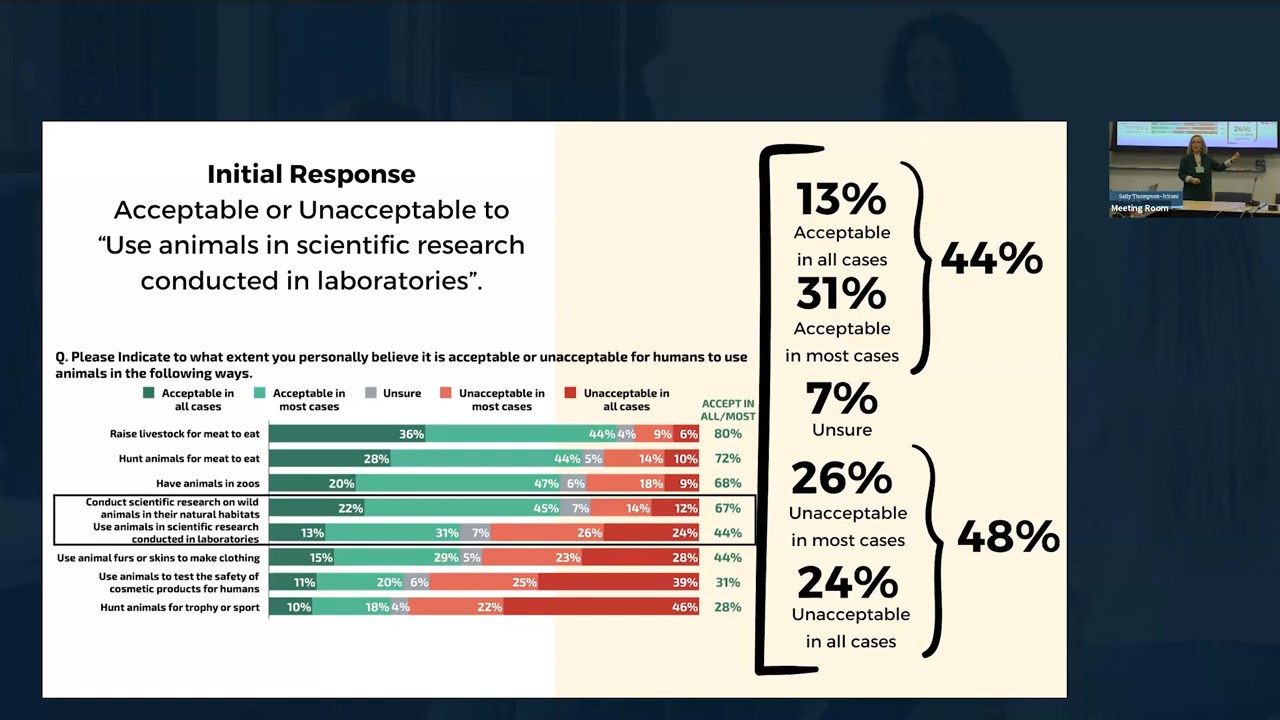 Initial Response
Acceptable or Unacceptable to
“Use animals in scientific research
conducted in laboratories”.
Q. Please Indicate to what extent you personally believe it is acceptable or unacceptable for humans to use
animals in the following ways.
Acceptable in
all cases
Acceptable in
most cases
Unsure
Unacceptable in
most cases
Unacceptable in
all cases
ACCEPT IN
ALL/MOST
Raise livestock for meat to eat 36% 44% 4% 9% 6% 80%
Hunt animals for meat to eat 28% 44% 5% 14% 10% 72%
Have animals in zoos 20% 47% 6% 18% 9% 68%
Conduct scientific research on wild
animals in their natural habitats 22% 45% 7% 14% 12% 67%
Use animals in scientific research
conducted in laboratories 13% 31% 7% 26% 24% 44%
Use animal furs or skins to make clothing 15% 29% 5% 23% 28% 44%
Use animals to test the safety of
cosmetic products for humans 11% 20% 6% 25% 39% 31%
Hunt animals for trophy or sport 10% 18% 4% 22% 46% 28%
13%
Acceptable
in all cases
31%
Acceptable
in most cases
44%
7%
Unsure
26%
Unacceptable
in most cases
24%
Unacceptable
in all cases
48%
24%
Sally Thompson-Iritani
Meeting Room